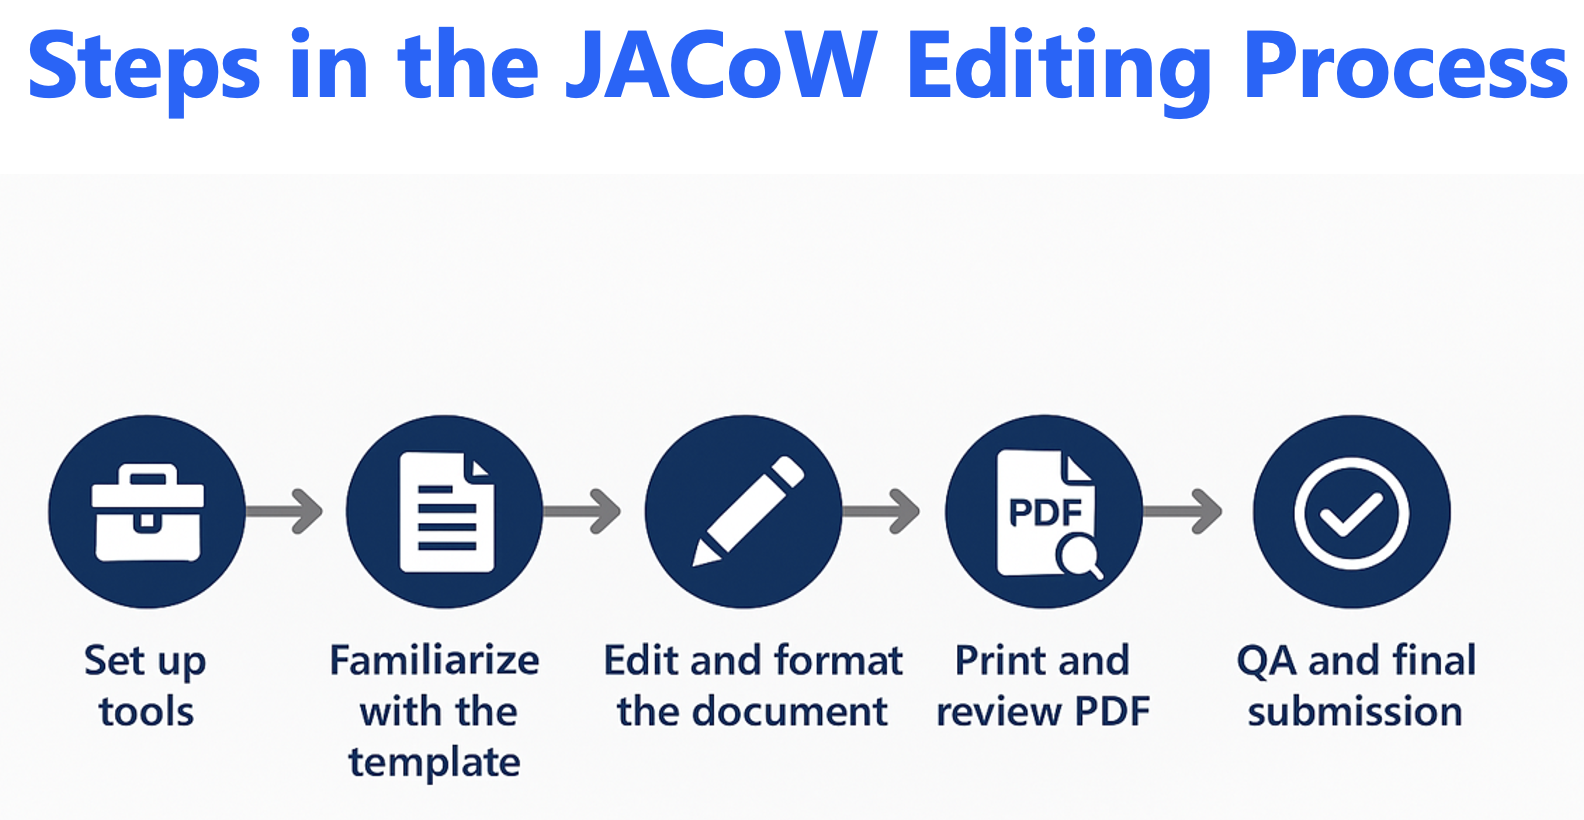 Steps in the JACoW Editing Process
Set up
tools
Familiarize
with the
template
Edit and format
the document
PDF
Print and
review PDF
QA and final
submission